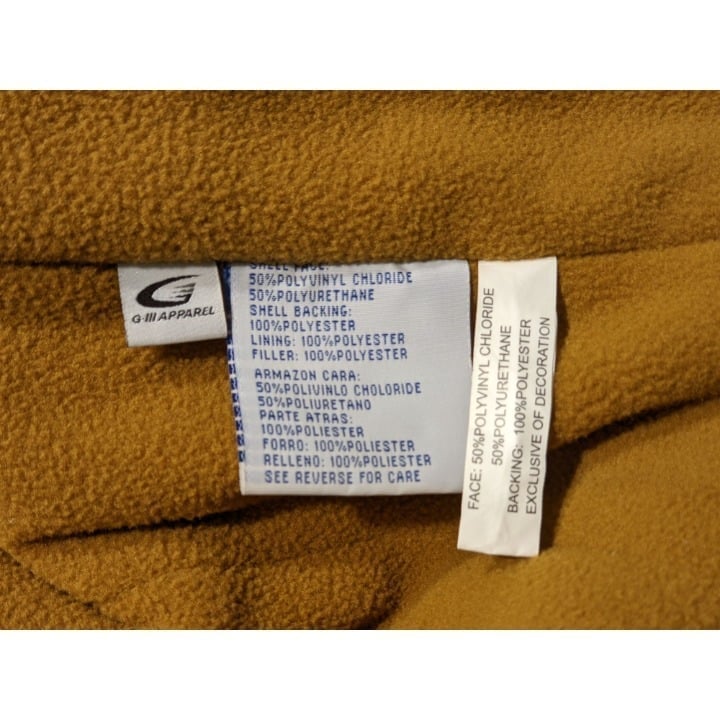 G-III APPAREL
SHELL FACE:
50%POLYVINYL CHLORIDE
50%POLYURETHANE
SHELL BACKING:
100%POLYESTER
LINING: 100%POLYESTER
FILLER: 100%POLYESTER
ARMAZON CARA:
50%POLIVINLO CHOLORIDE
50%POLIURETANO
PARTE ATRAS:
100%POLIESTER
FORRO: 100%POLIESTER
RELLENO: 100%POLIESTER
SEE REVERSE FOR CARE
FACE: 50%POLYVINYL CHLORIDE
50%POLYURETHANE
BACKING: 100%POLYESTER
EXCLUSIVE OF DECORATION